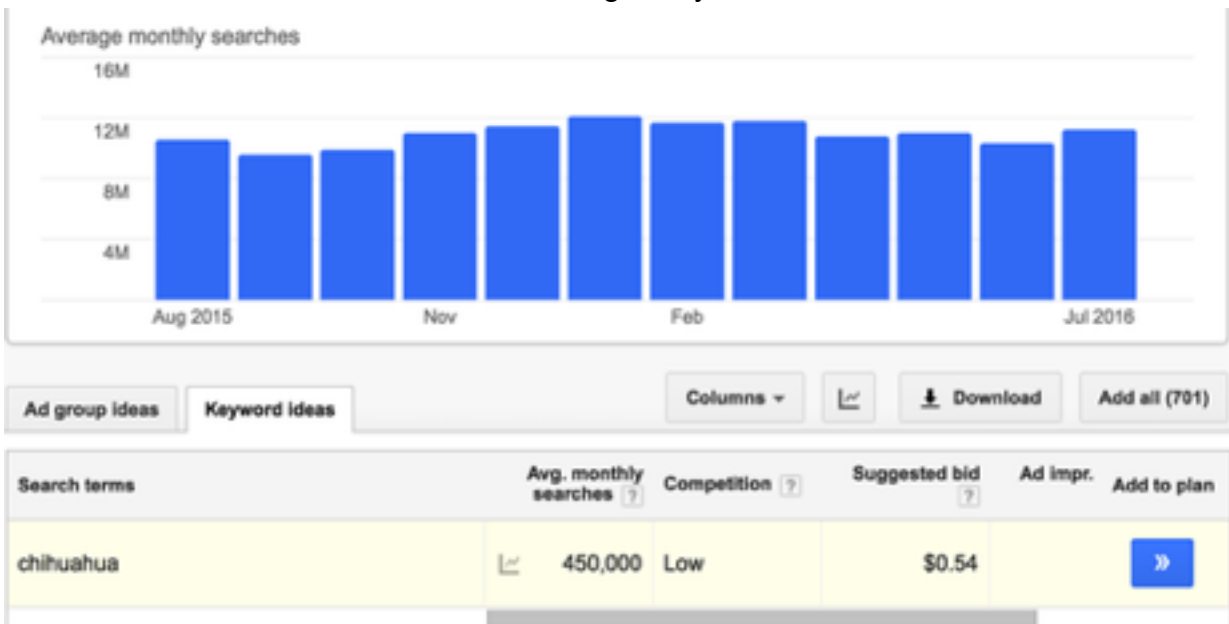 Average monthly searches
16M
12M
8M
4M
Aug 2015 Nov Feb Jul 2016
Ad group ideas Keyword ideas Columns Download Add all (701)
Search terms Avg. monthly searches ? Competition ? Suggested bid ? Ad impr. Add to plan
chihuahua 450,000 Low $0.54 »